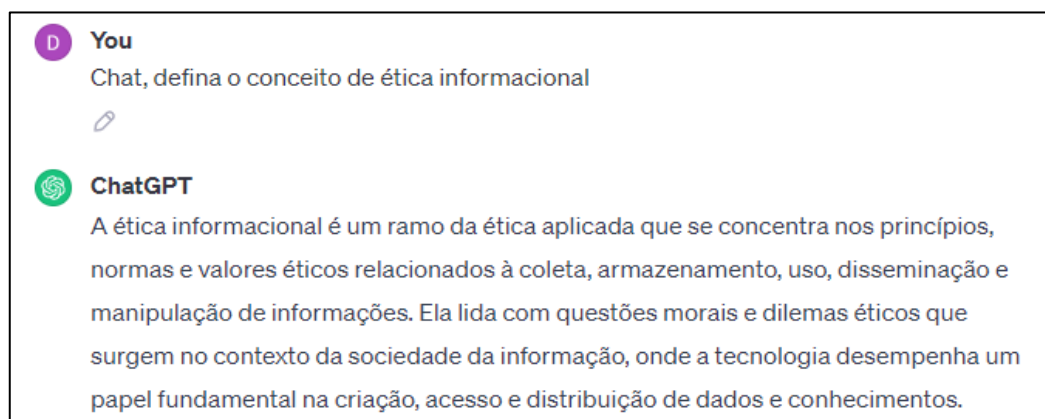 D
You
Chat, defina o conceito de ética informacional
ChatGPT
A ética informacional é um ramo da ética aplicada que se concentra nos princípios,
normas e valores éticos relacionados à coleta, armazenamento, uso, disseminação e
manipulação de informações. Ela lida com questões morais e dilemas éticos que
surgem no contexto da sociedade da informação, onde a tecnologia desempenha um
papel fundamental na criação, acesso e distribuição de dados e conhecimentos.